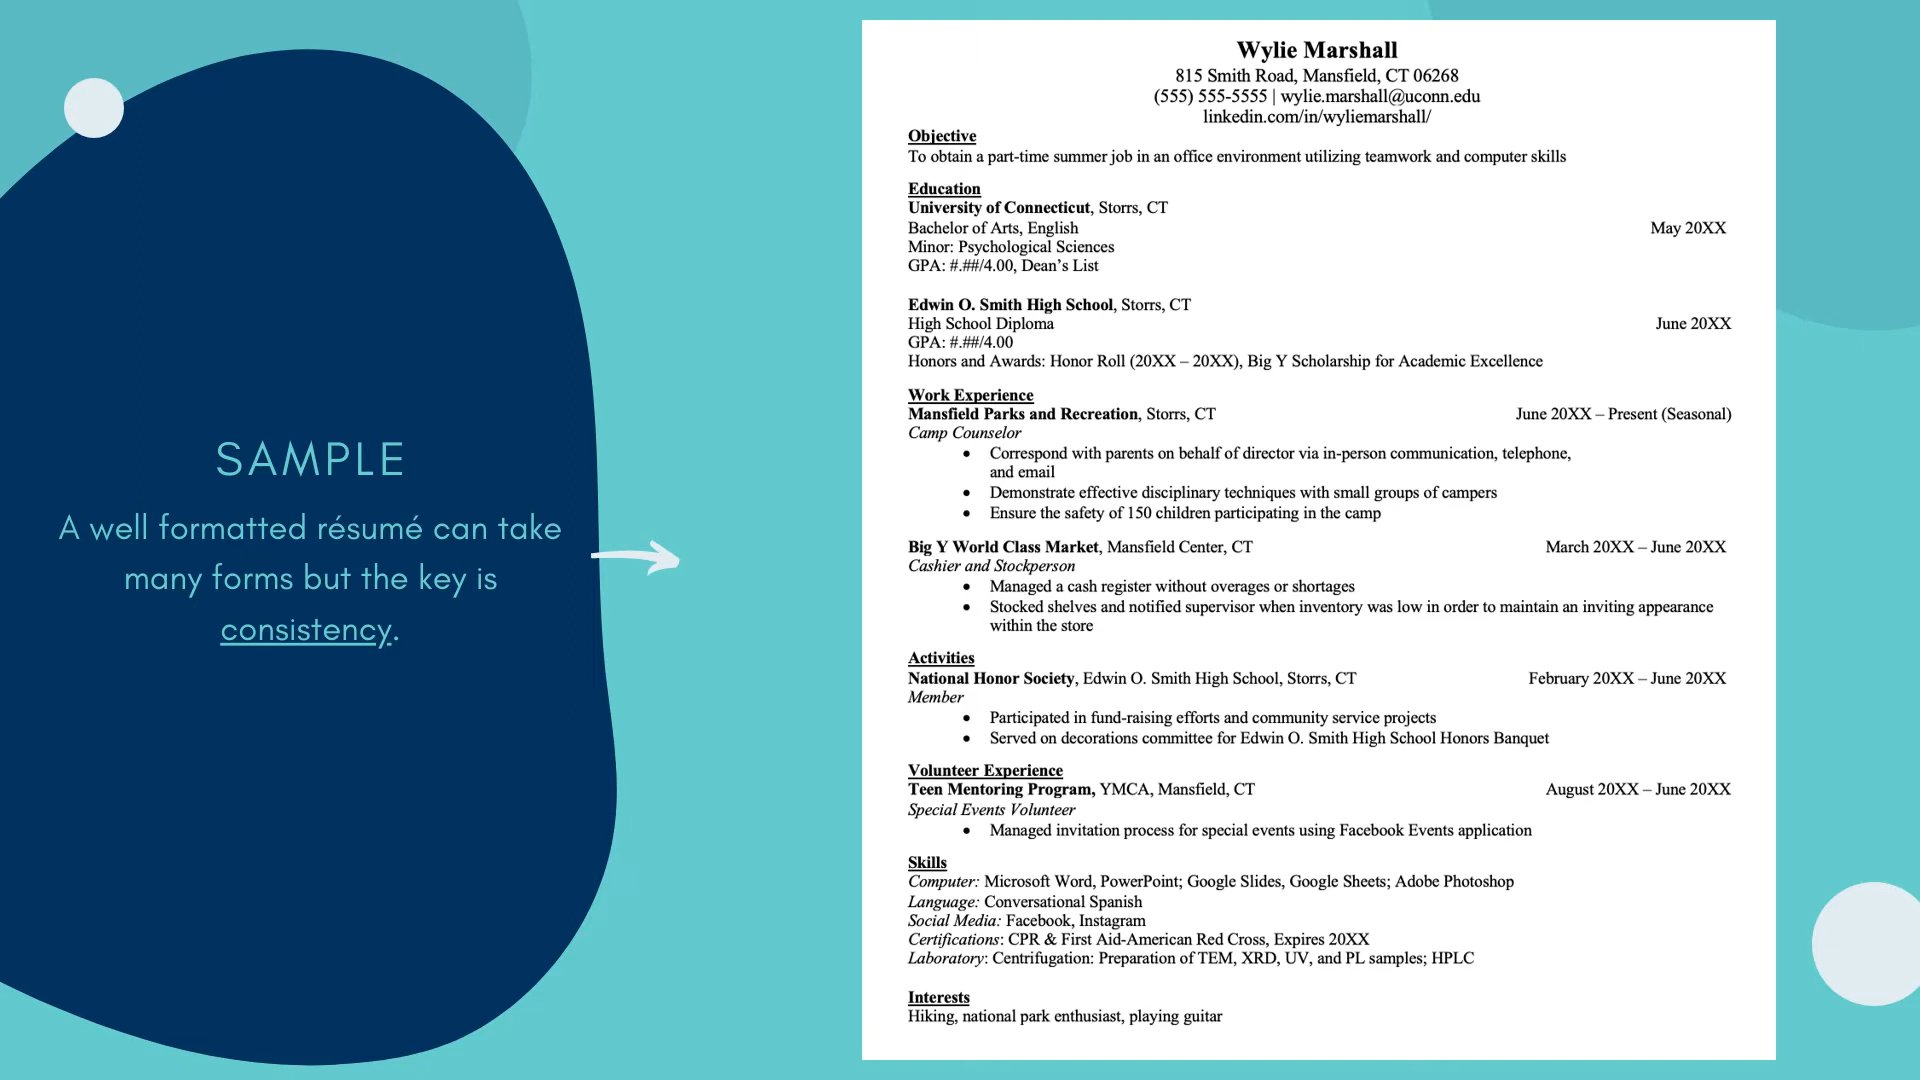 SAMPLE
A well formatted résumé can take
many forms but the key is
consistency.
Wylie Marshall
815 Smith Road, Mansfield, CT 06268
(555) 555-5555 | wylie.marshall@uconn.edu
linkedin.com/in/wyliemarshall/
Objective
To obtain a part-time summer job in an office environment utilizing teamwork and computer skills
Education
University of Connecticut, Storrs, CT
Bachelor of Arts, English May 20XX
Minor: Psychological Sciences
GPA: #.##/4.00, Dean’s List
Edwin O. Smith High School, Storrs, CT
High School Diploma June 20XX
GPA: #.##/4.00
Honors and Awards: Honor Roll (20XX – 20XX), Big Y Scholarship for Academic Excellence
Work Experience
Mansfield Parks and Recreation, Storrs, CT June 20XX – Present (Seasonal)
Camp Counselor
• Correspond with parents on behalf of director via in-person communication, telephone,
and email
• Demonstrate effective disciplinary techniques with small groups of campers
• Ensure the safety of 150 children participating in the camp
Big Y World Class Market, Mansfield Center, CT March 20XX – June 20XX
Cashier and Stockperson
• Managed a cash register without overages or shortages
• Stocked shelves and notified supervisor when inventory was low in order to maintain an inviting appearance
within the store
Activities
National Honor Society, Edwin O. Smith High School, Storrs, CT February 20XX – June 20XX
Member
• Participated in fund-raising efforts and community service projects
• Served on decorations committee for Edwin O. Smith High School Honors Banquet
Volunteer Experience
Teen Mentoring Program, YMCA, Mansfield, CT August 20XX – June 20XX
Special Events Volunteer
• Managed invitation process for special events using Facebook Events application
Skills
Computer: Microsoft Word, PowerPoint; Google Slides, Google Sheets; Adobe Photoshop
Language: Conversational Spanish
Social Media: Facebook, Instagram
Certifications: CPR & First Aid-American Red Cross, Expires 20XX
Laboratory: Centrifugation: Preparation of TEM, XRD, UV, and PL samples; HPLC
Interests
Hiking, national park enthusiast, playing guitar